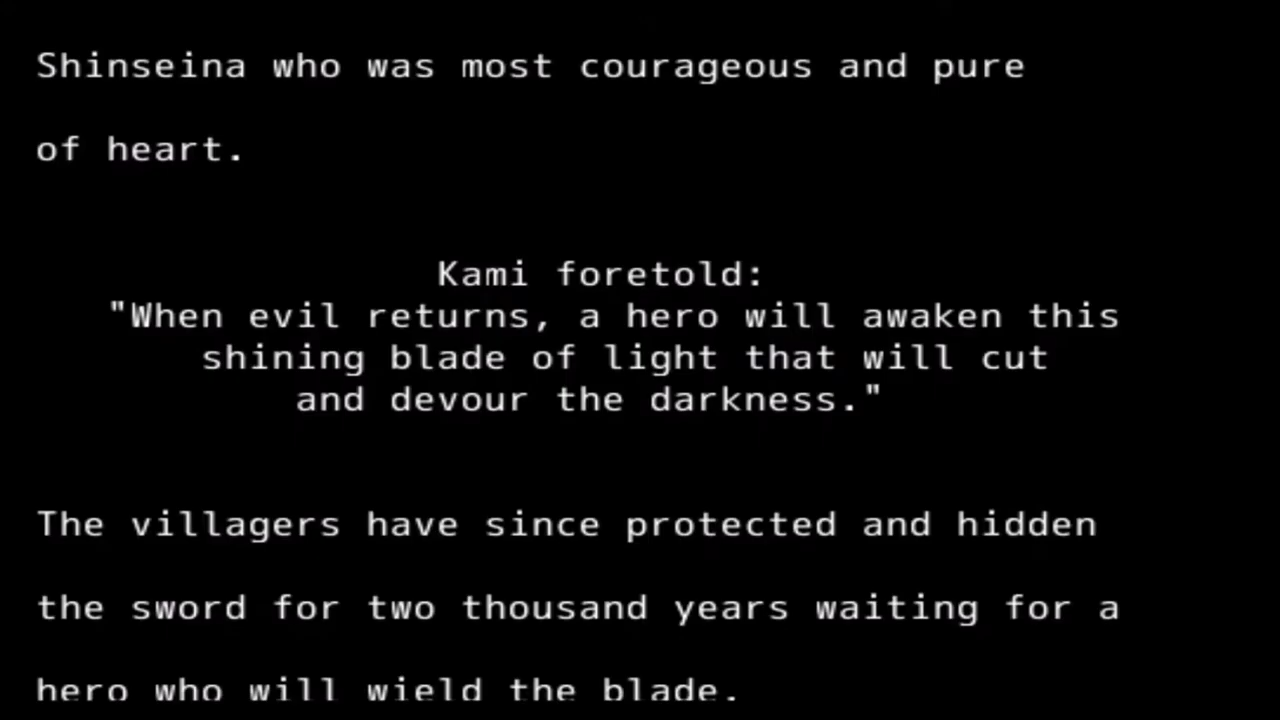 Shinseina who was most courageous and pure
of heart.
Kami foretold:
"When evil returns, a hero will awaken this
shining blade of light that will cut
and devour the darkness."
The villagers have since protected and hidden
the sword for two thousand years waiting for a
hero who will wield the blade.